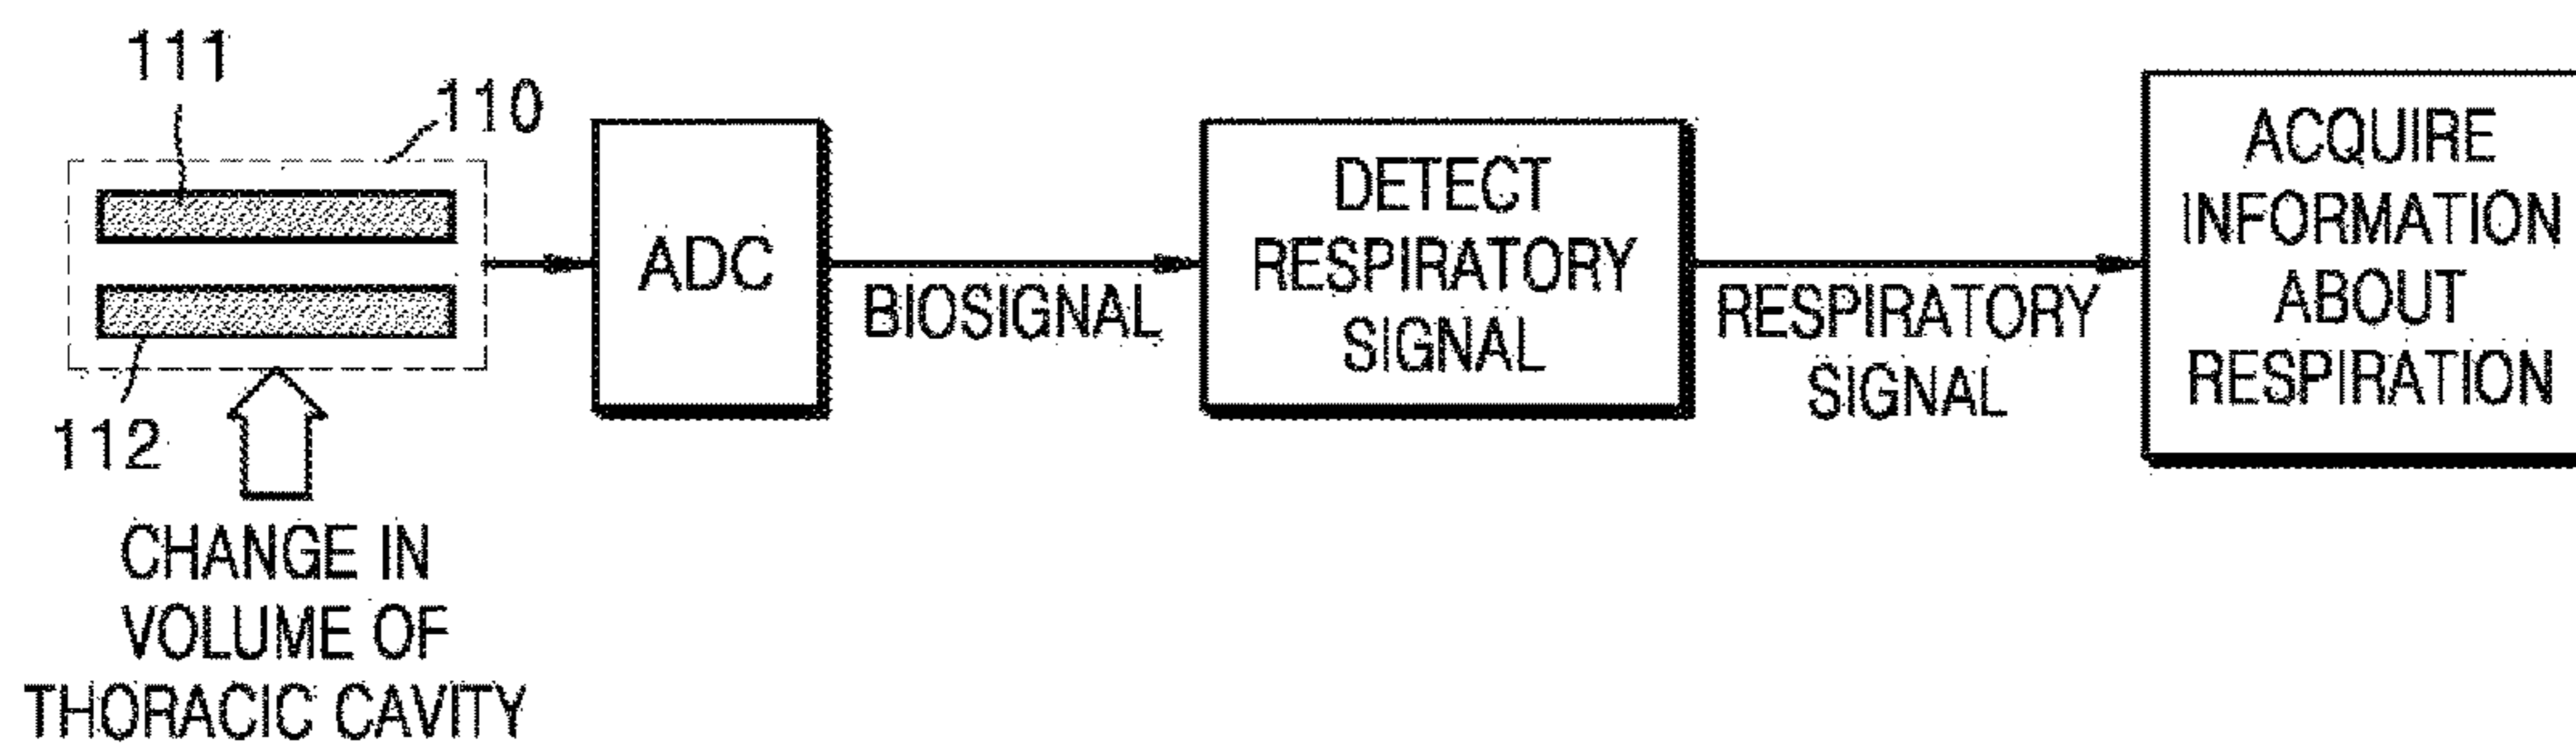 111
110
112
CHANGE IN
VOLUME OF
THORACIC CAVITY
ADC
BIOSIGNAL
DETECT
RESPIRATORY
SIGNAL
RESPIRATORY
SIGNAL
ACQUIRE
INFORMATION
ABOUT
RESPIRATION